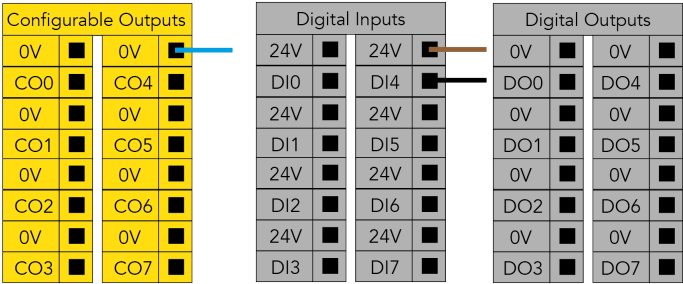 Configurable Outputs Digital Inputs Digital Outputs
0V 0V 24V 24V 0V 0V
CO0 CO4 DI0 DI4 DO0 DO4
0V 0V 24V 24V 0V 0V
CO1 CO5 DI1 DI5 DO1 DO5
0V 0V 24V 24V 0V 0V
CO2 CO6 DI2 DI6 DO2 DO6
0V 0V 24V 24V 0V 0V
CO3 CO7 DI3 DI7 DO3 DO7